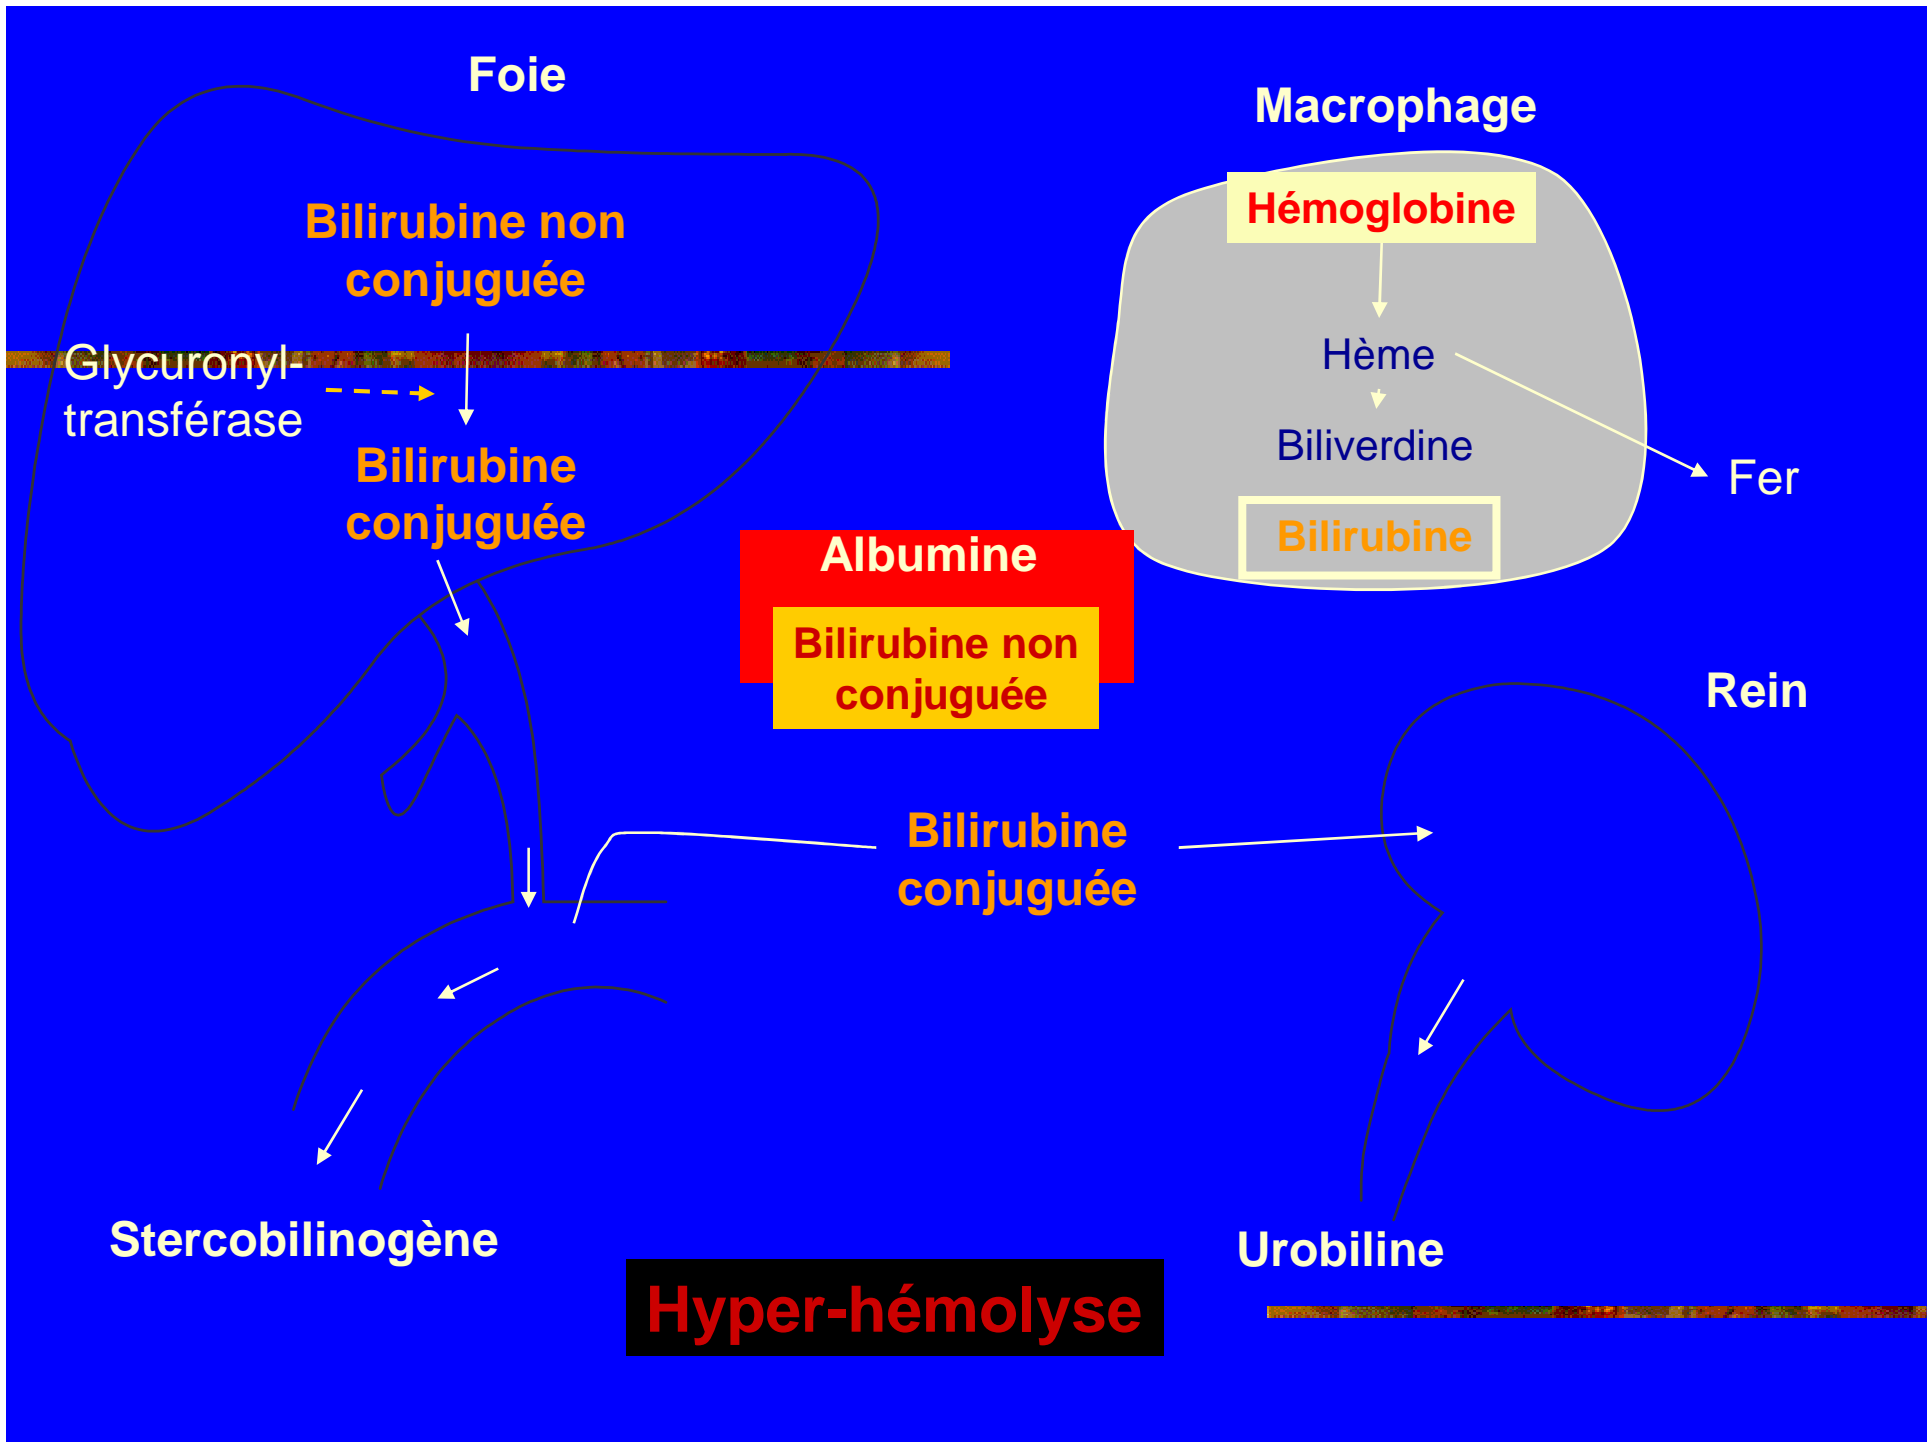 Foie
Macrophage
Bilirubine non
conjuguée
Hémoglobine
Glycuronyl-
transférase
Hème
Biliverdine
Bilirubine
conjuguée
Fer
Bilirubine
Albumine
Bilirubine non
conjuguée
Rein
Bilirubine
conjuguée
Stercobilinogène
Urobiline
Hyper-hémolyse